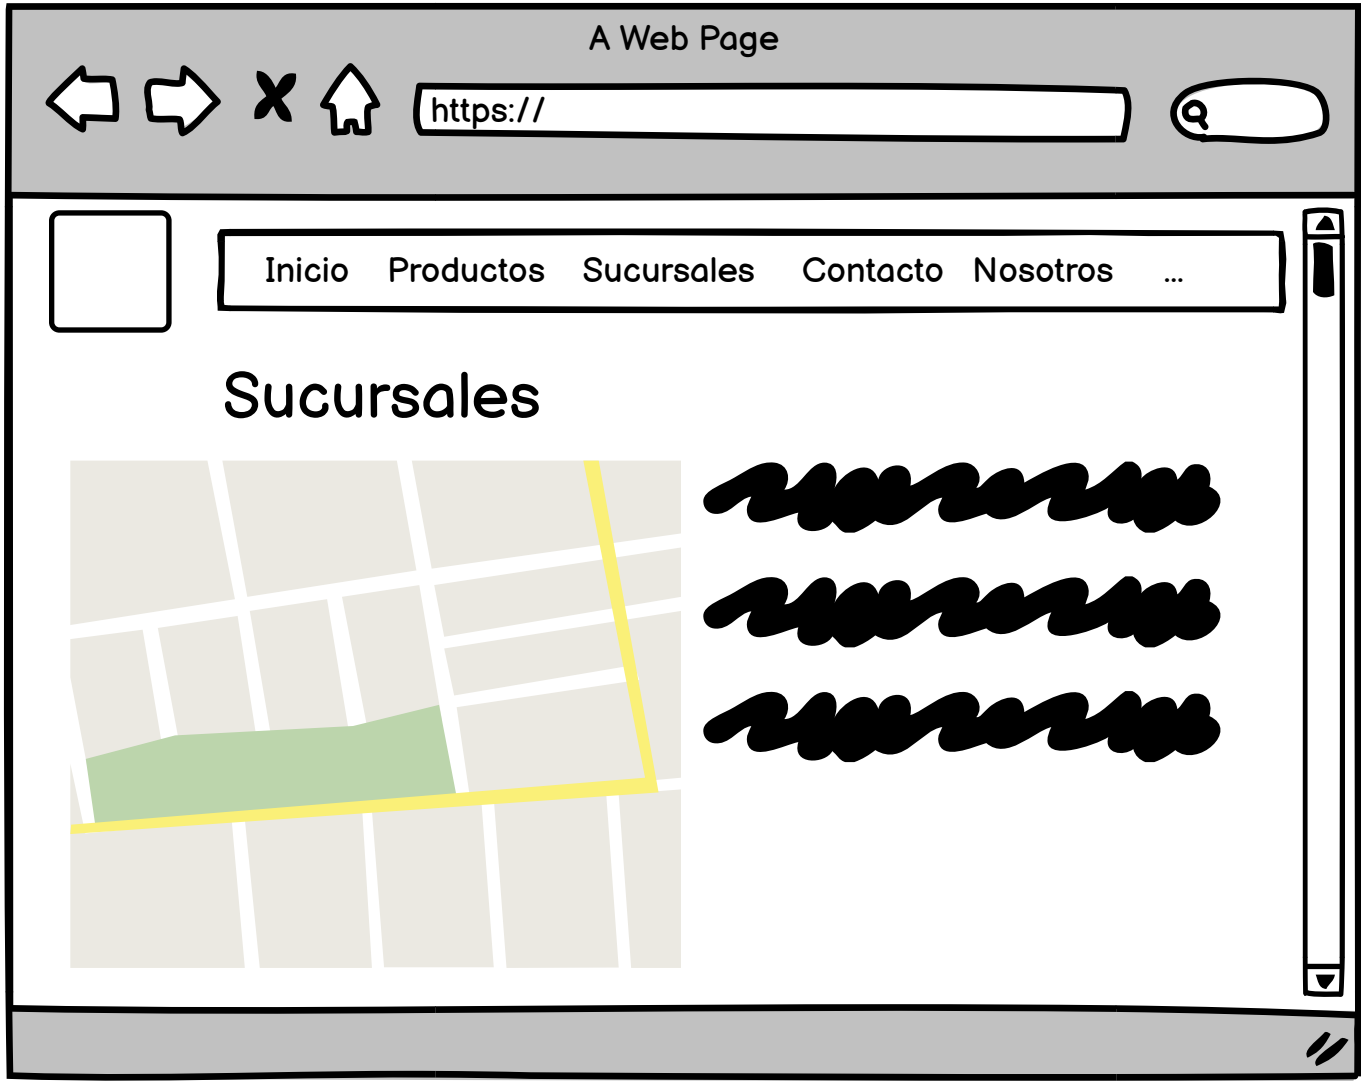 A Web Page
https://
Inicio Productos Sucursales Contacto Nosotros ...
Sucursales